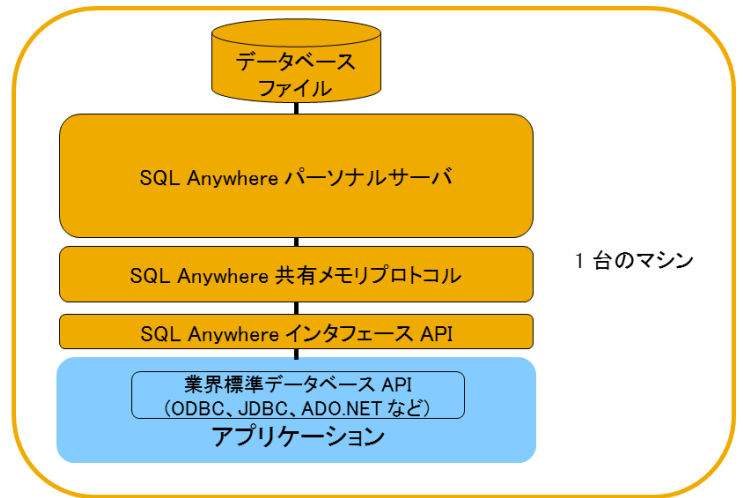 データベース
ファイル
SQL Anywhere パーソナルサーバ
SQL Anywhere 共有メモリプロトコル
1 台のマシン
SQL Anywhere インタフェース API
業界標準データベース API
(ODBC、JDBC、ADO.NET など)
アプリケーション